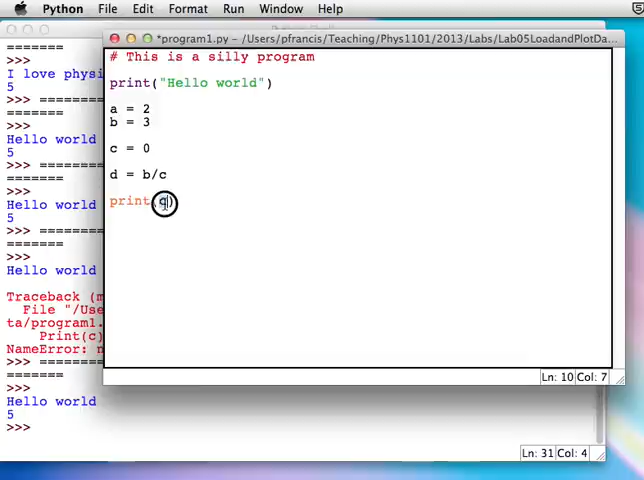 Python File Edit Format Run Window Help
*program1.py – /Users/pfrancis/Teaching/Phys1101/2013/Labs/Lab05LoadandPlotDa...
# This is a silly program
print("Hello world")
a = 2
b = 3
c = 0
d = b/c
print(c)
Ln: 10 Col: 7
=======
>>>
I love physi
5
>>> ==========
=======
>>>
Hello world
5
>>> ==========
=======
>>>
Hello world
5
>>> ==========
=======
>>>
Hello world
Traceback (m
File "/Use
ta/program1.
Print(c)
NameError: n
>>> ==========
=======
>>>
Hello world
5
>>>
Ln: 31 Col: 4